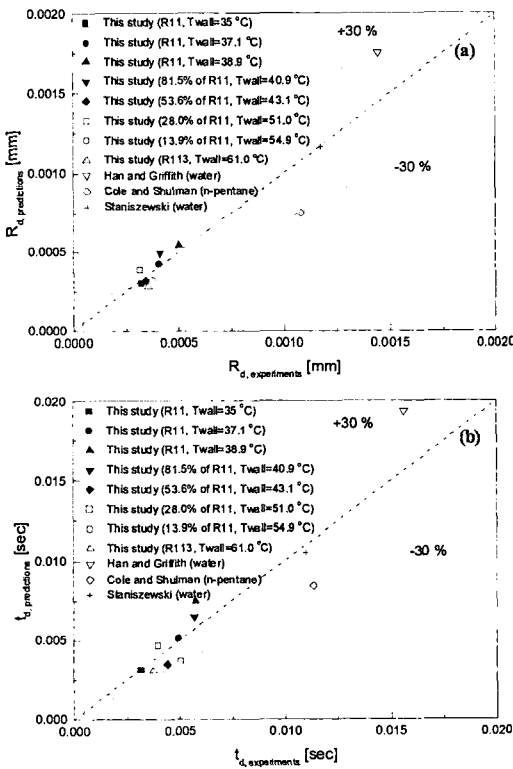 0.0020
0.0015
0.0010
0.0005
0.0000
R d, predictions [mm]
This study (R11, Twall=35 °C)
This study (R11, Twall=37.1 °C)
This study (R11, Twall=38.9 °C)
This study (81.5% of R11, Twall=40.9 °C)
This study (53.6% of R11, Twall=43.1 °C)
This study (28.0% of R11, Twall=51.0 °C)
This study (13.9% of R11, Twall=54.9 °C)
This study (R113, Twall=61.0 °C)
Han and Griffith (water)
Cole and Shulman (n-pentane)
Staniszewski (water)
+30 %
(a)
-30 %
0.0000 0.0005 0.0010 0.0015 0.0020
R d, experiments [mm]
0.020
0.015
0.010
0.005
0.000
t d, predictions [sec]
This study (R11, Twall=35 °C)
This study (R11, Twall=37.1 °C)
This study (R11, Twall=38.9 °C)
This study (81.5% of R11, Twall=40.9 °C)
This study (53.6% of R11, Twall=43.1 °C)
This study (28.0% of R11, Twall=51.0 °C)
This study (13.9% of R11, Twall=54.9 °C)
This study (R113, Twall=61.0 °C)
Han and Griffith (water)
Cole and Shulman (n-pentane)
Staniszewski (water)
+30 %
(b)
-30 %
0.000 0.005 0.010 0.015 0.020
t d, experiments [sec]